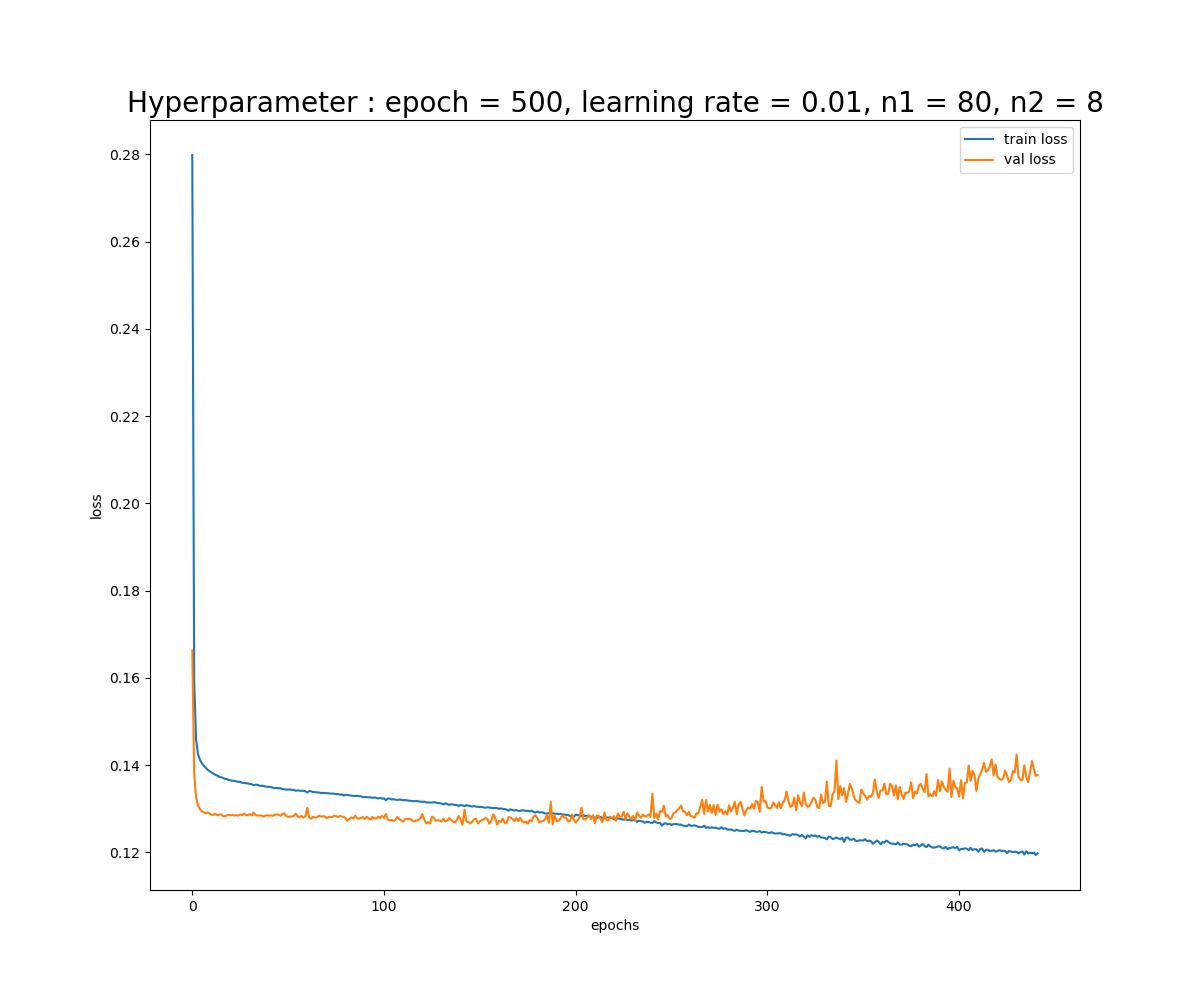 Hyperparameter : epoch = 500, learning rate = 0.01, n1 = 80, n2 = 8
train loss
val loss
0.28
0.26
0.24
0.22
0.20
0.18
0.16
0.14
0.12
loss
0 100 200 300 400
epochs